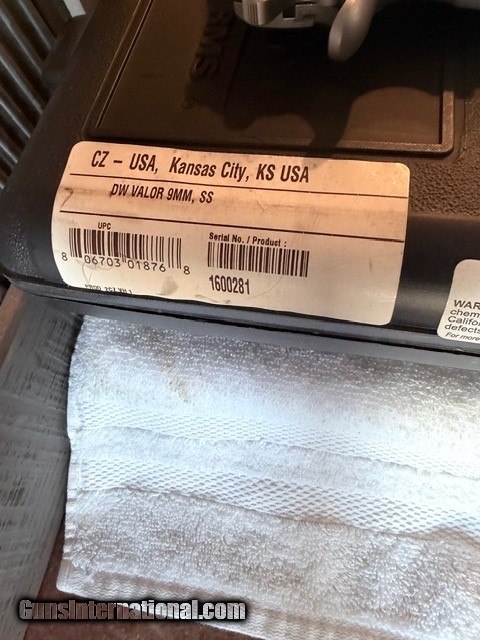 CZ - USA, Kansas City, KS USA
DW VALOR 9MM, SS
UPC
8 06703 01876 8
Serial No. / Product :
1600281
WAR
chem
Califor
defects
For more
GunsInternational.com